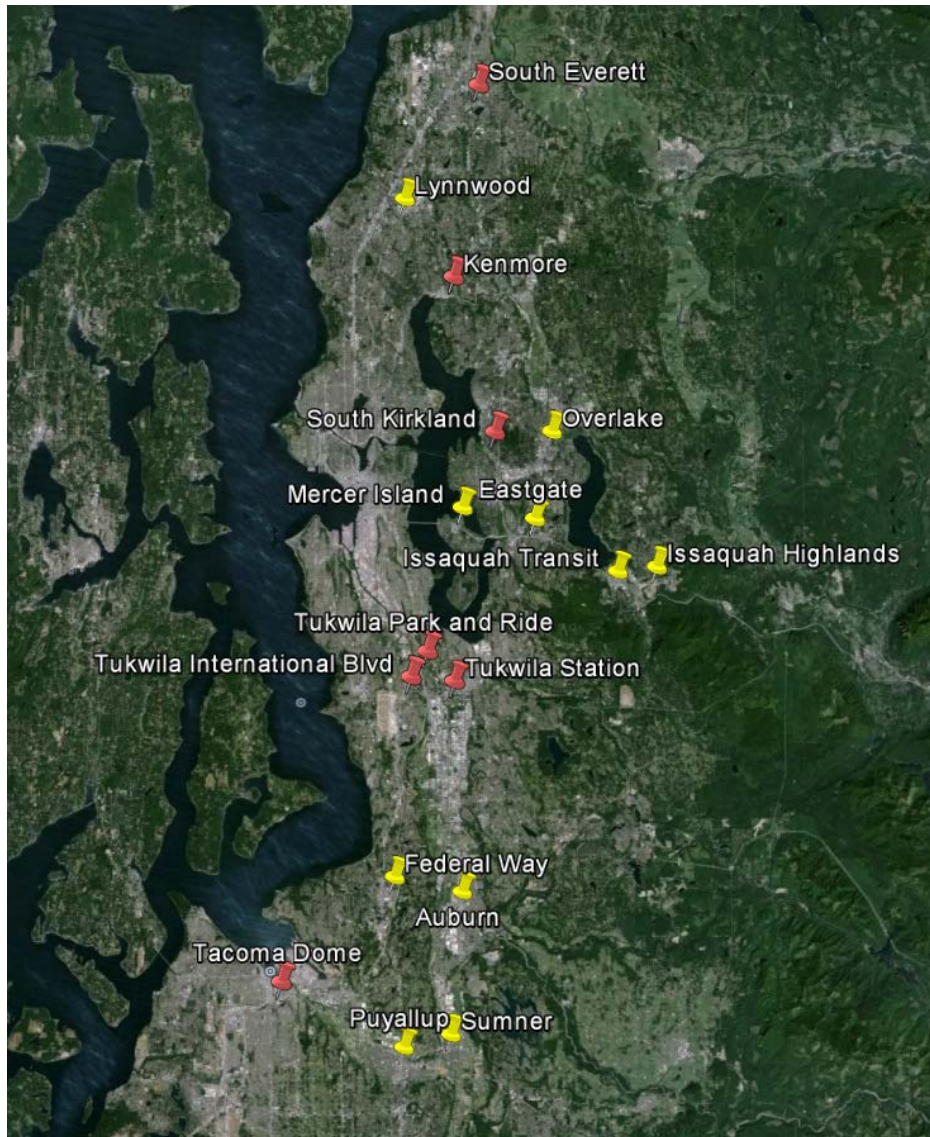 South Everett
Lynnwood
Kenmore
South Kirkland
Overlake
Mercer Island
Eastgate
Issaquah Transit
Issaquah Highlands
Tukwila Park and Ride
Tukwila International Blvd
Tukwila Station
Federal Way
Auburn
Tacoma Dome
Puyallup
Sumner